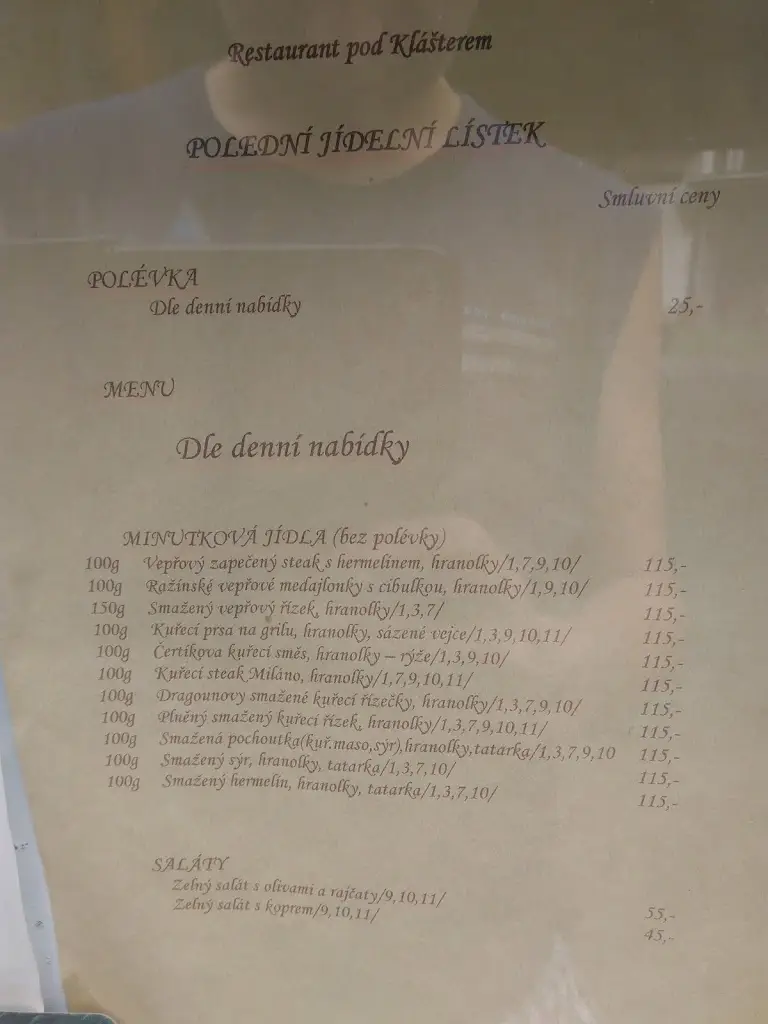 Restaurant pod Klášterem
POLEDNÍ JÍDELNÍ LÍSTEK
Smluvní ceny
POLÉVKA
Dle denní nabídky 25,-
MENU
Dle denní nabídky
MINUTKOVÁ JÍDLA (bez polévky)
100g Vepřový zapečený steak s hermelínem, hranolky/1,7,9,10/ 115,-
100g Ražínské vepřové medajlonky s cibulkou, hranolky/1,9,10/ 115,-
150g Smažený vepřový řízek, hranolky/1,3,7/ 115,-
100g Kuřecí prsa na grilu, hranolky, sázené vejce/1,3,9,10,11/ 115,-
100g Čertíkova kuřecí směs, hranolky – rýže/1,3,9,10/ 115,-
100g Kuřecí steak Miláno, hranolky/1,7,9,10,11/ 115,-
100g Dragounovy smažené kuřecí řízečky, hranolky/1,3,7,9,10/ 115,-
100g Plněný smažený kuřecí řízek, hranolky/1,3,7,9,10,11/ 115,-
100g Smažená pochoutka(kuř.maso,sýr),hranolky,tatarka/1,3,7,9,10 115,-
100g Smažený sýr, hranolky, tatarka/1,3,7,10/ 115,-
100g Smažený hermelín, hranolky, tatarka/1,3,7,10/ 115,-
SALÁTY
Zelný salát s olivami a rajčaty/9,10,11/ 55,-
Zelný salát s koprem/9,10,11/ 45,-